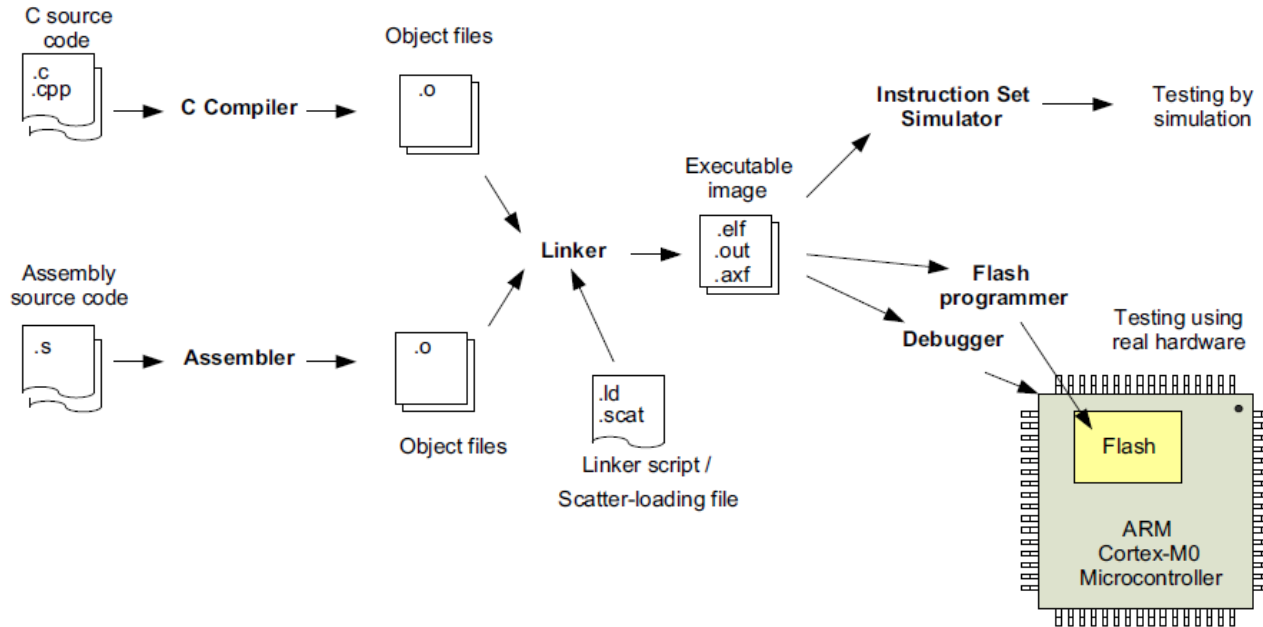 C source
code
.c
.cpp
C Compiler
Object files
.o
Assembly
source code
.s
Assembler
.o
Object files
Linker
.ld
.scat
Linker script /
Scatter-loading file
Executable
image
.elf
.out
.axf
Instruction Set
Simulator
Testing by
simulation
Flash
programmer
Debugger
Testing using
real hardware
Flash
ARM
Cortex-M0
Microcontroller